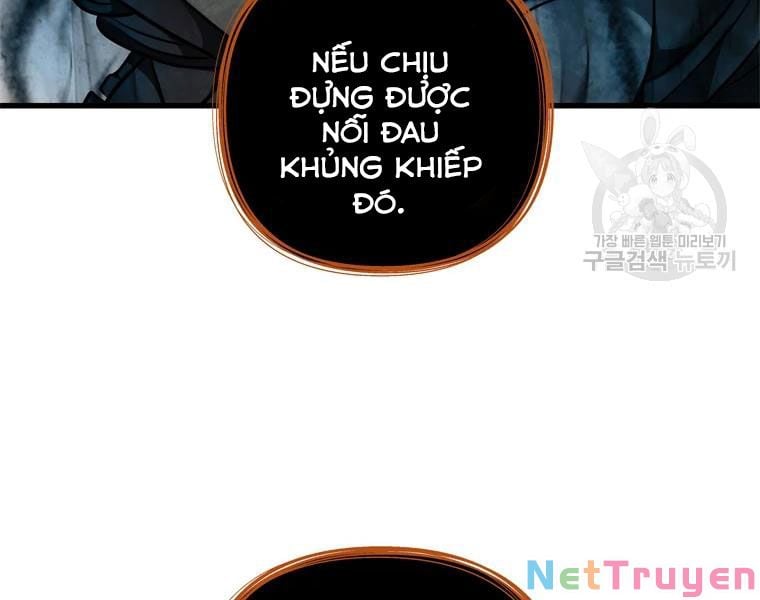 NẾU CHỊU
ĐỰNG ĐƯỢC
NỖI ĐAU
KHỦNG KHIẾP
ĐÓ.
가장 빠른 웹툰 미리보기
구글검색 뉴토끼
NetTruyen